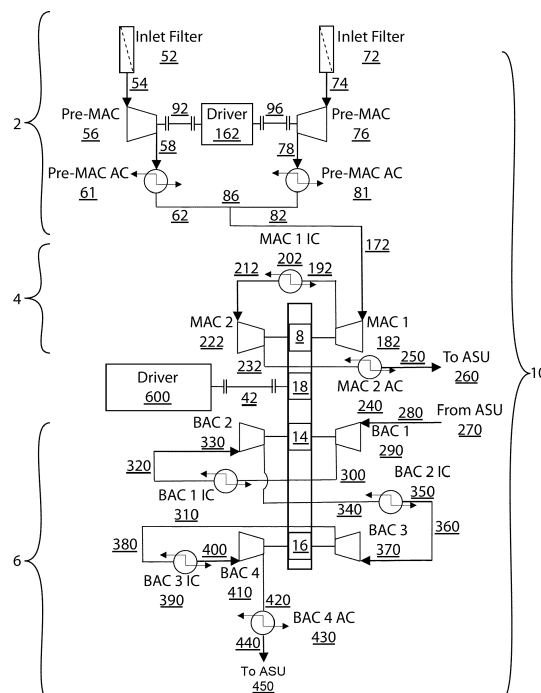 Inlet Filter
52
Inlet Filter
72
54
74
2
Pre-MAC
56
92
Driver
162
96
Pre-MAC
76
58
78
Pre-MAC AC
61
Pre-MAC AC
81
86
62
82
MAC 1 IC
202
172
212
192
4
MAC 2
222
8
MAC 1
182
232
250
To ASU
260
MAC 2 AC
240
10
Driver
600
42
18
280
From ASU
270
BAC 2
330
14
BAC 1
290
320
300
BAC 2 IC
350
BAC 1 IC
310
340
360
6
380
400
16
BAC 3
370
BAC 3 IC
390
BAC 4
410
420
BAC 4 AC
430
440
To ASU
450